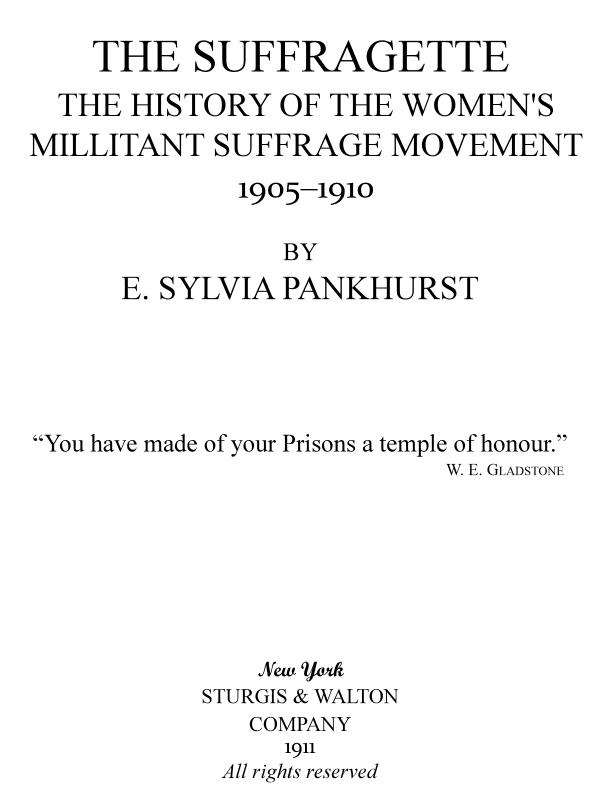 THE SUFFRAGETTE
THE HISTORY OF THE WOMEN'S
MILLITANT SUFFRAGE MOVEMENT
1905–1910
BY
E. SYLVIA PANKHURST
“You have made of your Prisons a temple of honour.”
W. E. GLADSTONE
New York
STURGIS & WALTON
COMPANY
1911
All rights reserved